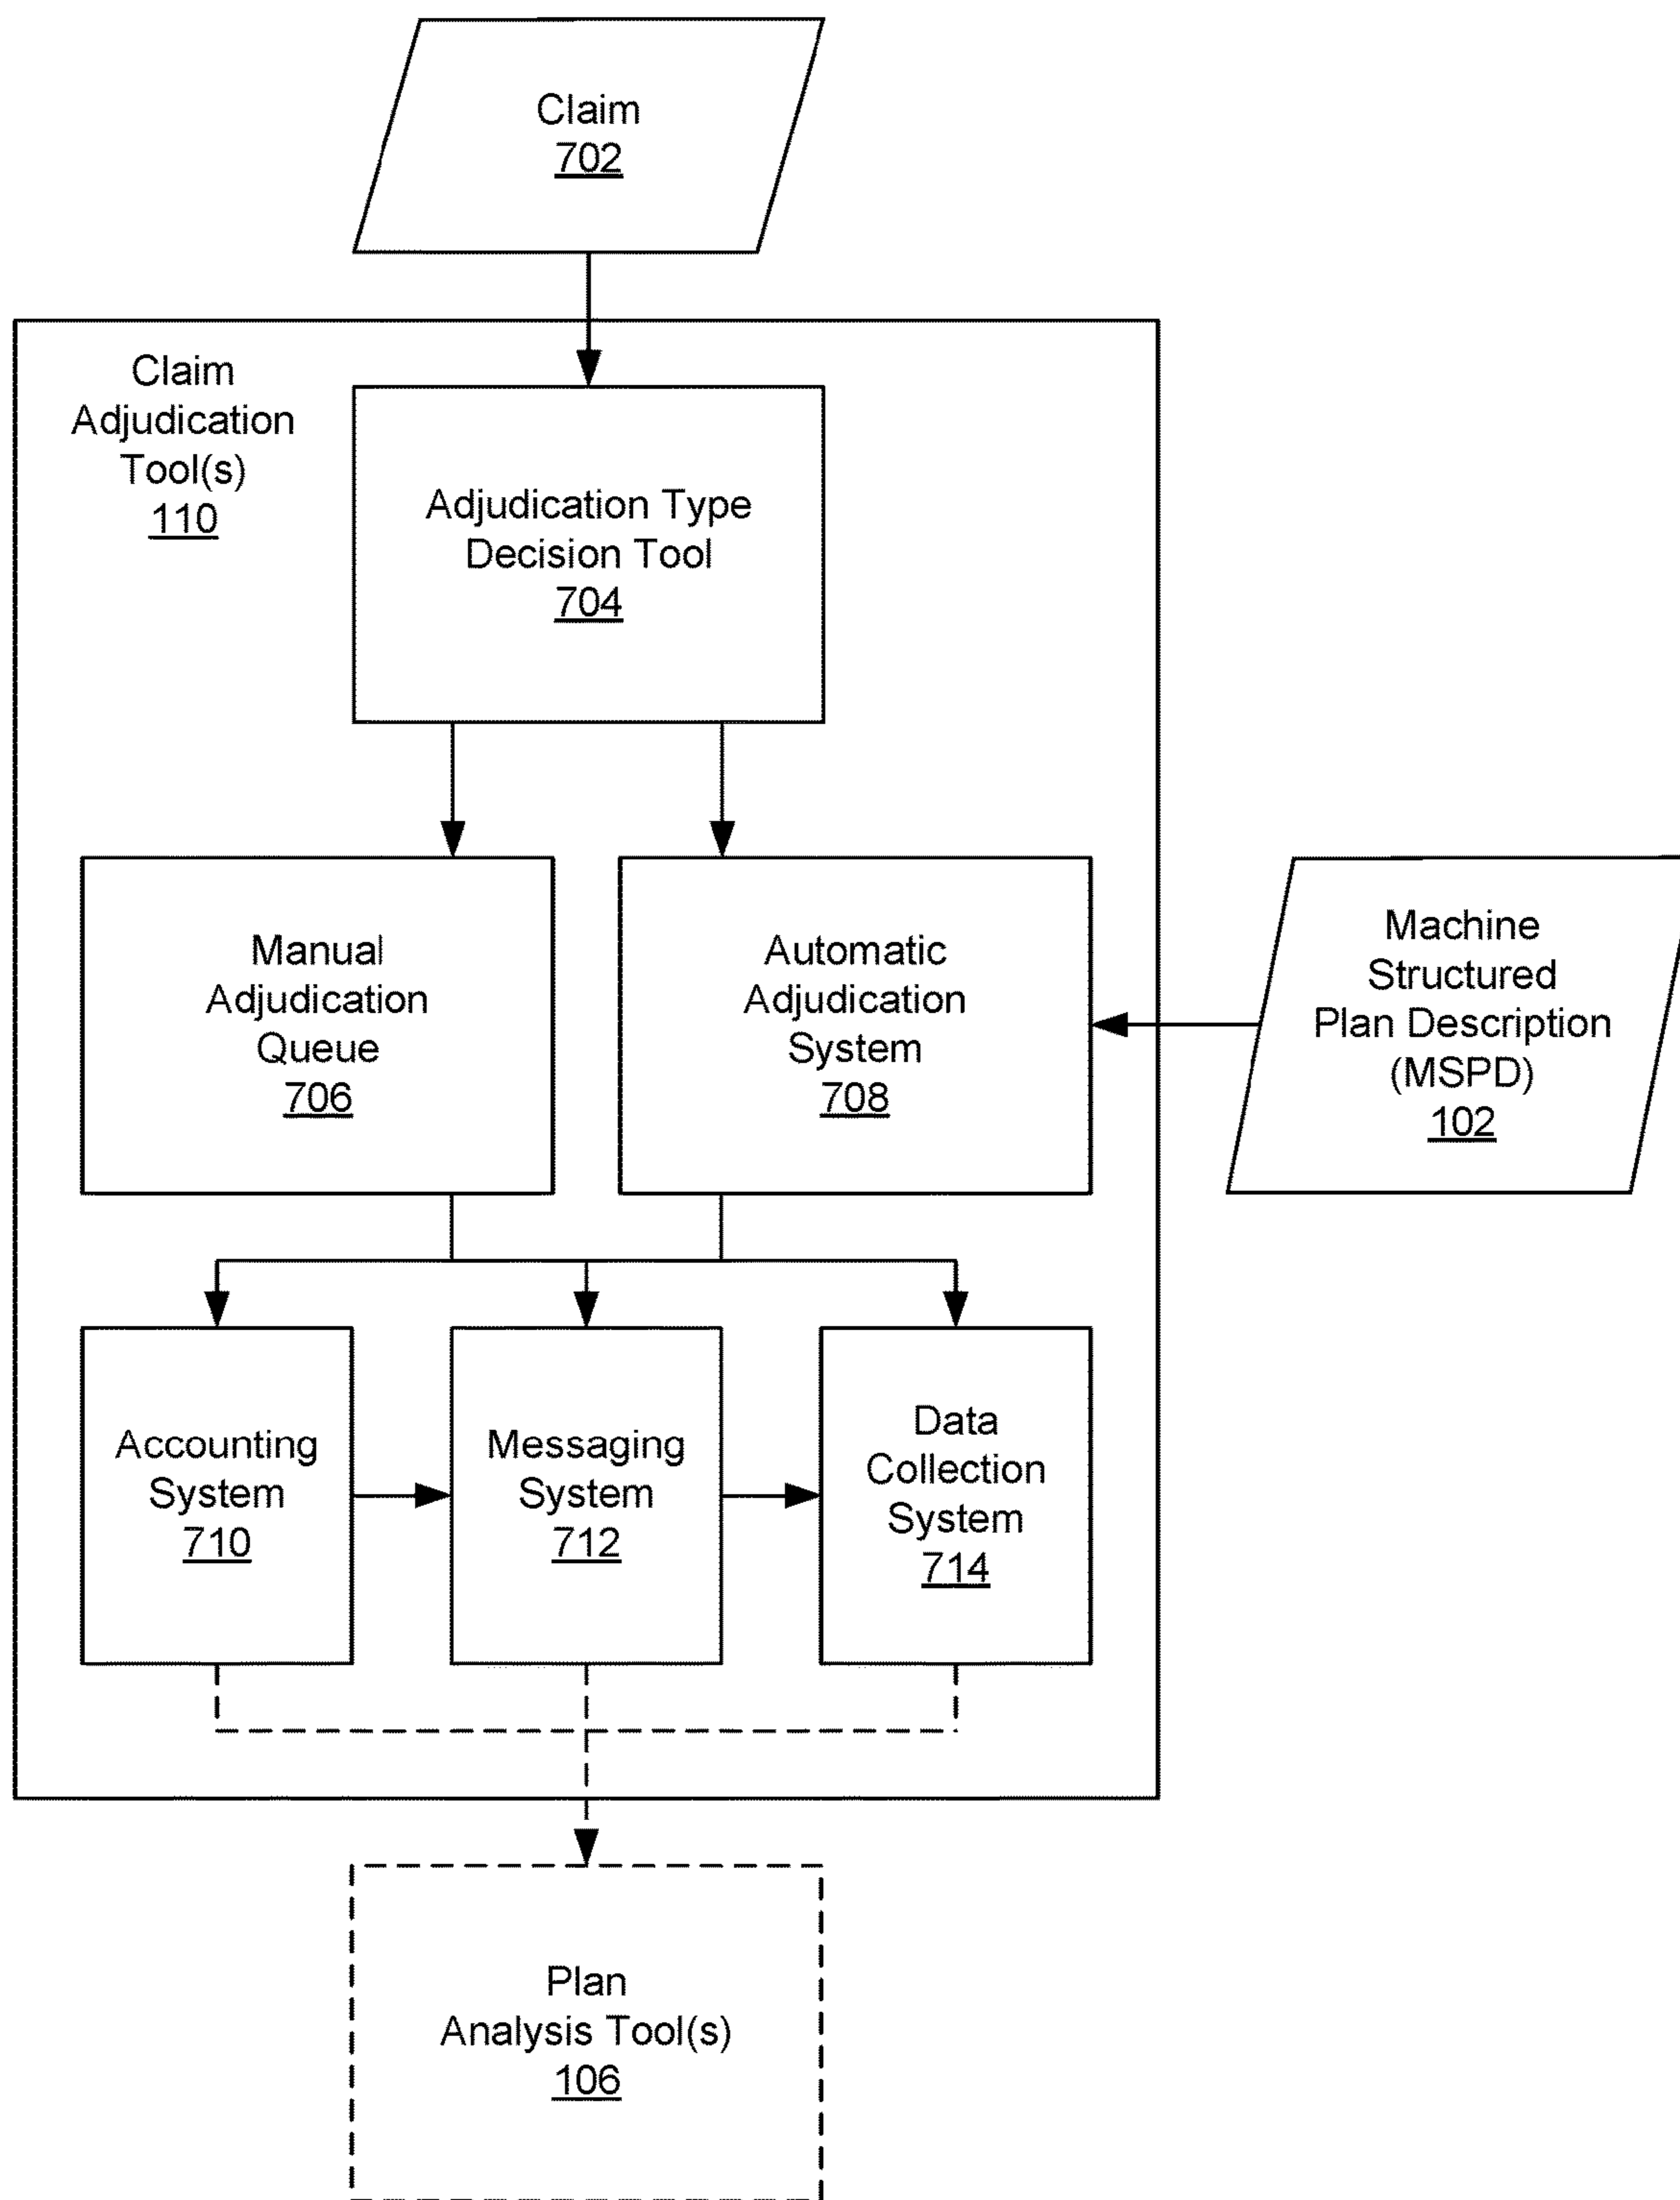 Claim
702
Claim
Adjudication
Tool(s)
110
Adjudication Type
Decision Tool
704
Manual
Adjudication
Queue
706
Automatic
Adjudication
System
708
Machine
Structured
Plan Description
(MSPD)
102
Accounting
System
710
Messaging
System
712
Data
Collection
System
714
Plan
Analysis Tool(s)
106